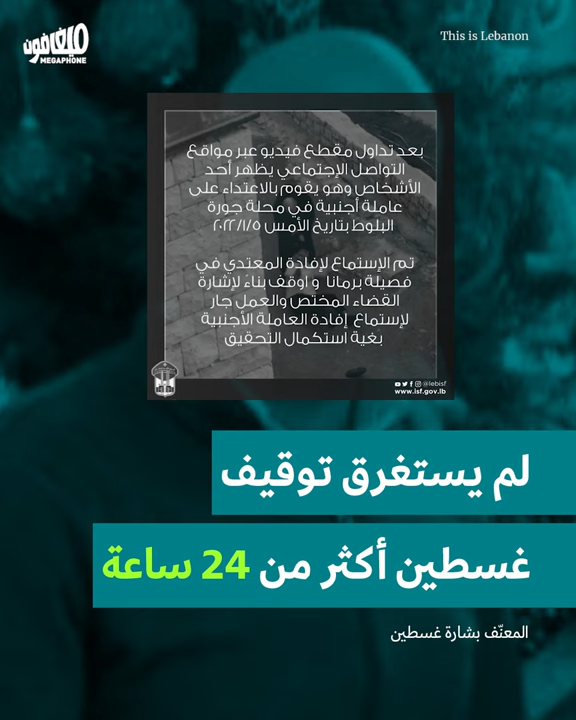 ميغافون
MEGAPHONE
This is Lebanon
بعد تداول مقطع فيديو عبر مواقع
التواصل الإجتماعي يظهر أحد
الأشخاص وهو يقوم بالاعتداء على
عاملة أجنبية في محلة جورة
البلوط بتاريخ الأمس ٢٠٢٢/١/٥
تم الإستماع لإفادة المعتدي في
فصيلة برمانا و اوقف بناءً لإشارة
القضاء المختص والعمل جار
لإستماع إفادة العاملة الأجنبية
بغية استكمال التحقيق
@lebisf
www.isf.gov.lb
لم يستغرق توقيف
غسطين أكثر من 24 ساعة
المعنّف بشارة غسطين